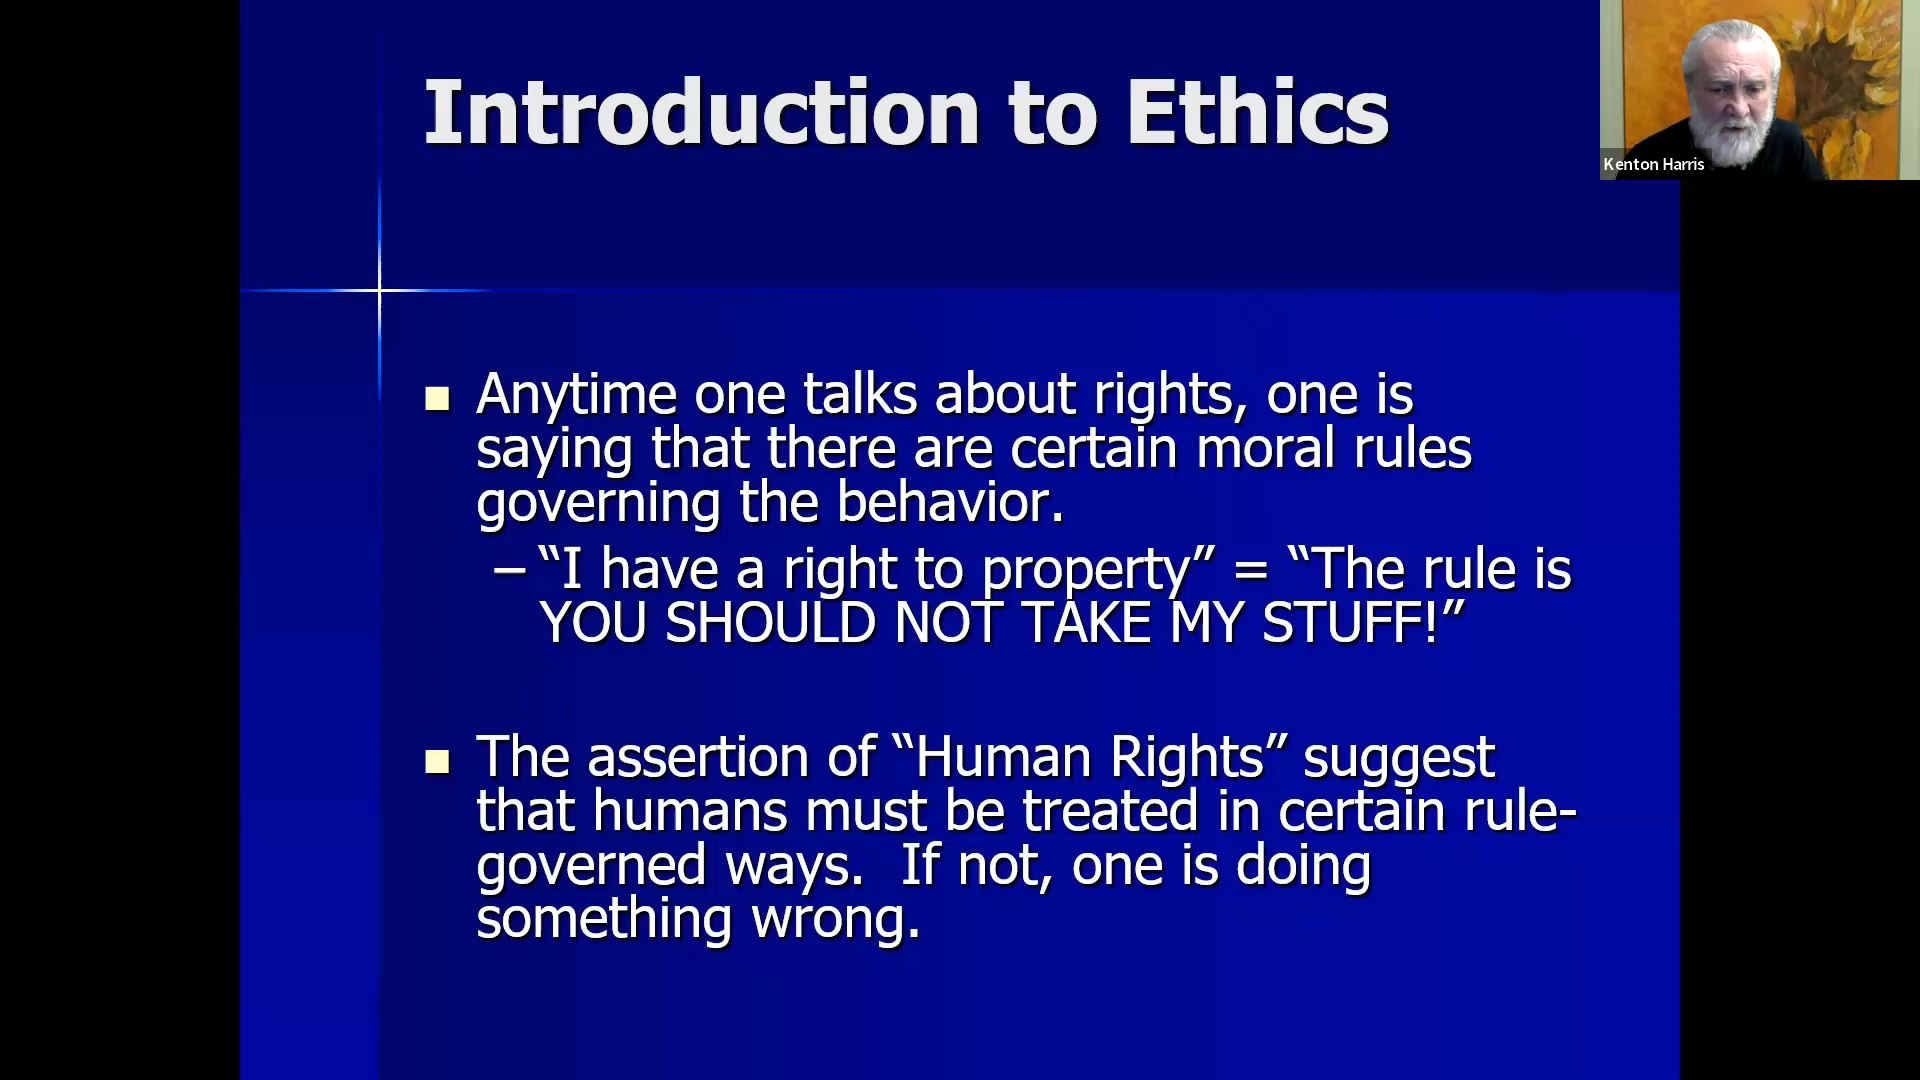 Introduction to Ethics
Kenton Harris
Anytime one talks about rights, one is
saying that there are certain moral rules
governing the behavior.
– “I have a right to property” = “The rule is
YOU SHOULD NOT TAKE MY STUFF!”
The assertion of “Human Rights” suggest
that humans must be treated in certain rule-
governed ways.  If not, one is doing
something wrong.